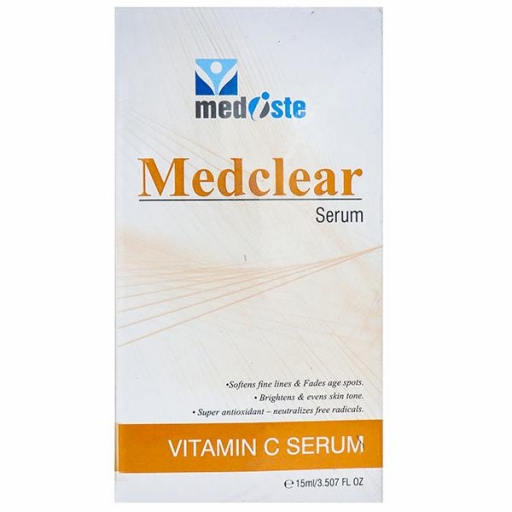 mediste
Medclear
Serum
•Softens fine lines & Fades age spots.
• Brightens & evens skin tone.
• Super antioxidant – neutralizes free radicals.
VITAMIN C SERUM
℮ 15ml/3.507 FL OZ